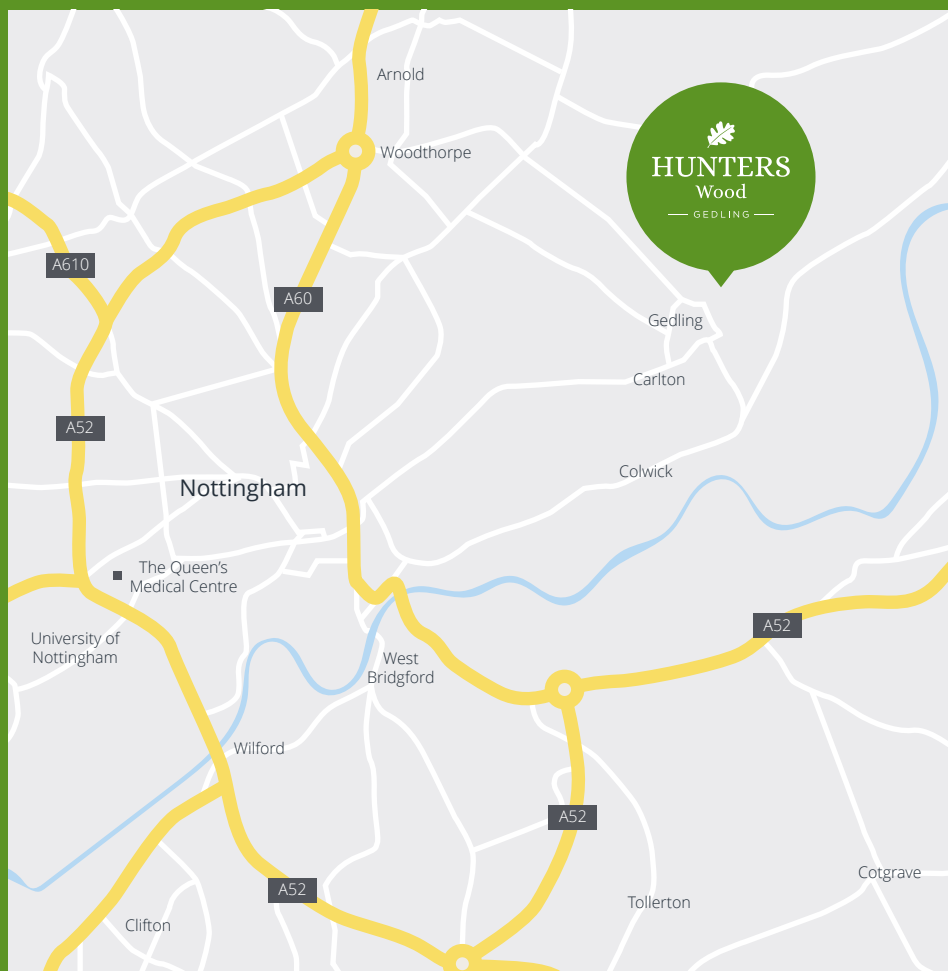 Arnold
Woodthorpe
HUNTERS
Wood
GEDLING
A610
A60
Gedling
Carlton
A52
Colwick
Nottingham
The Queen's
Medical Centre
A52
University of
Nottingham
West
Bridgford
Wilford
A52
Cotgrave
A52
Tollerton
Clifton